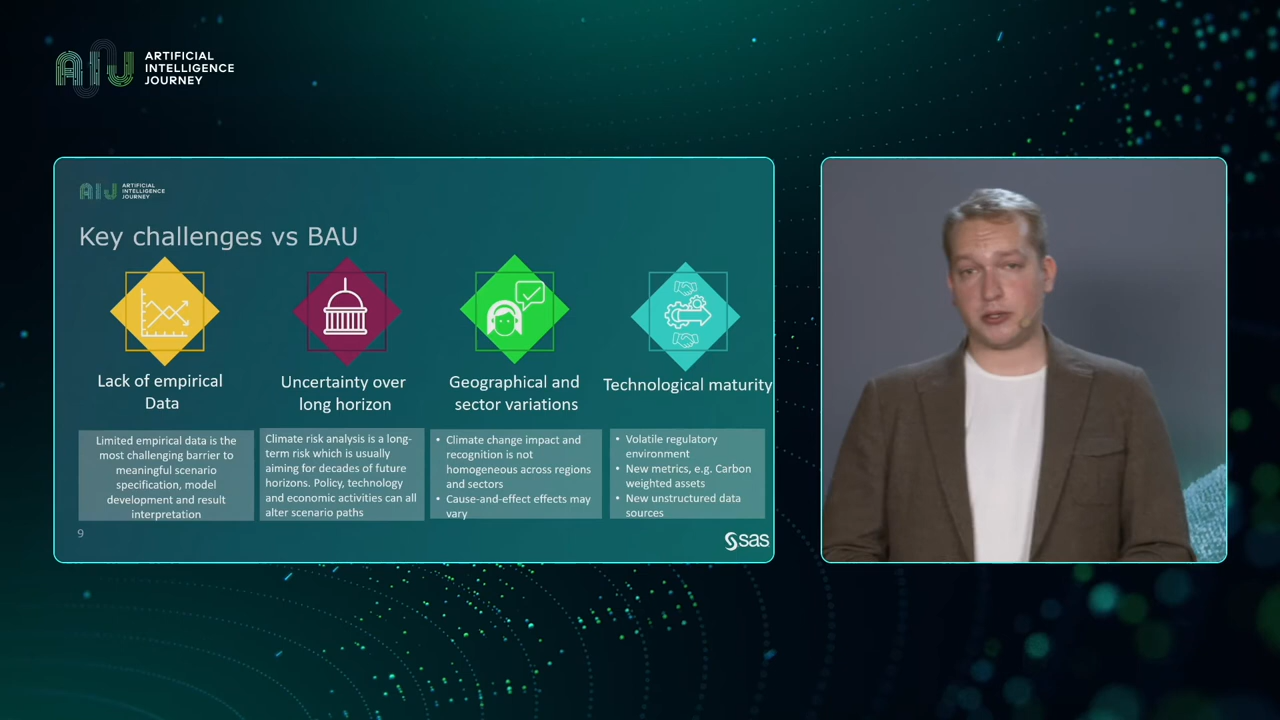 AIJ
ARTIFICIAL
INTELLIGENCE
JOURNEY
AIJ
ARTIFICIAL
INTELLIGENCE
JOURNEY
Key challenges vs BAU
Lack of empirical
Data
Limited empirical data is the
most challenging barrier to
meaningful scenario
specification, model
development and result
interpretation
Uncertainty over
long horizon
Climate risk analysis is a long-
term risk which is usually
aiming for decades of future
horizons. Policy, technology
and economic activities can all
alter scenario paths
Geographical and
sector variations
• Climate change impact and
recognition is not
homogeneous across regions
and sectors
• Cause-and-effect effects may
vary
Technological maturity
• Volatile regulatory
environment
• New metrics, e.g. Carbon
weighted assets
• New unstructured data
sources
9
sas